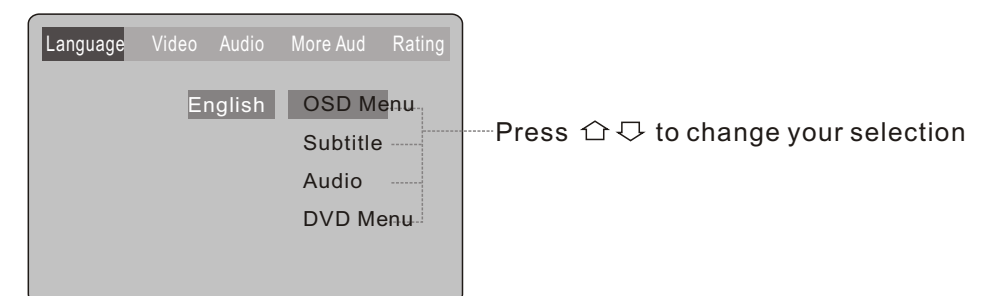 Language Video Audio More Aud Rating
English OSD Menu
Subtitle
Audio
DVD Menu
Press ⇧ ⇩ to change your selection